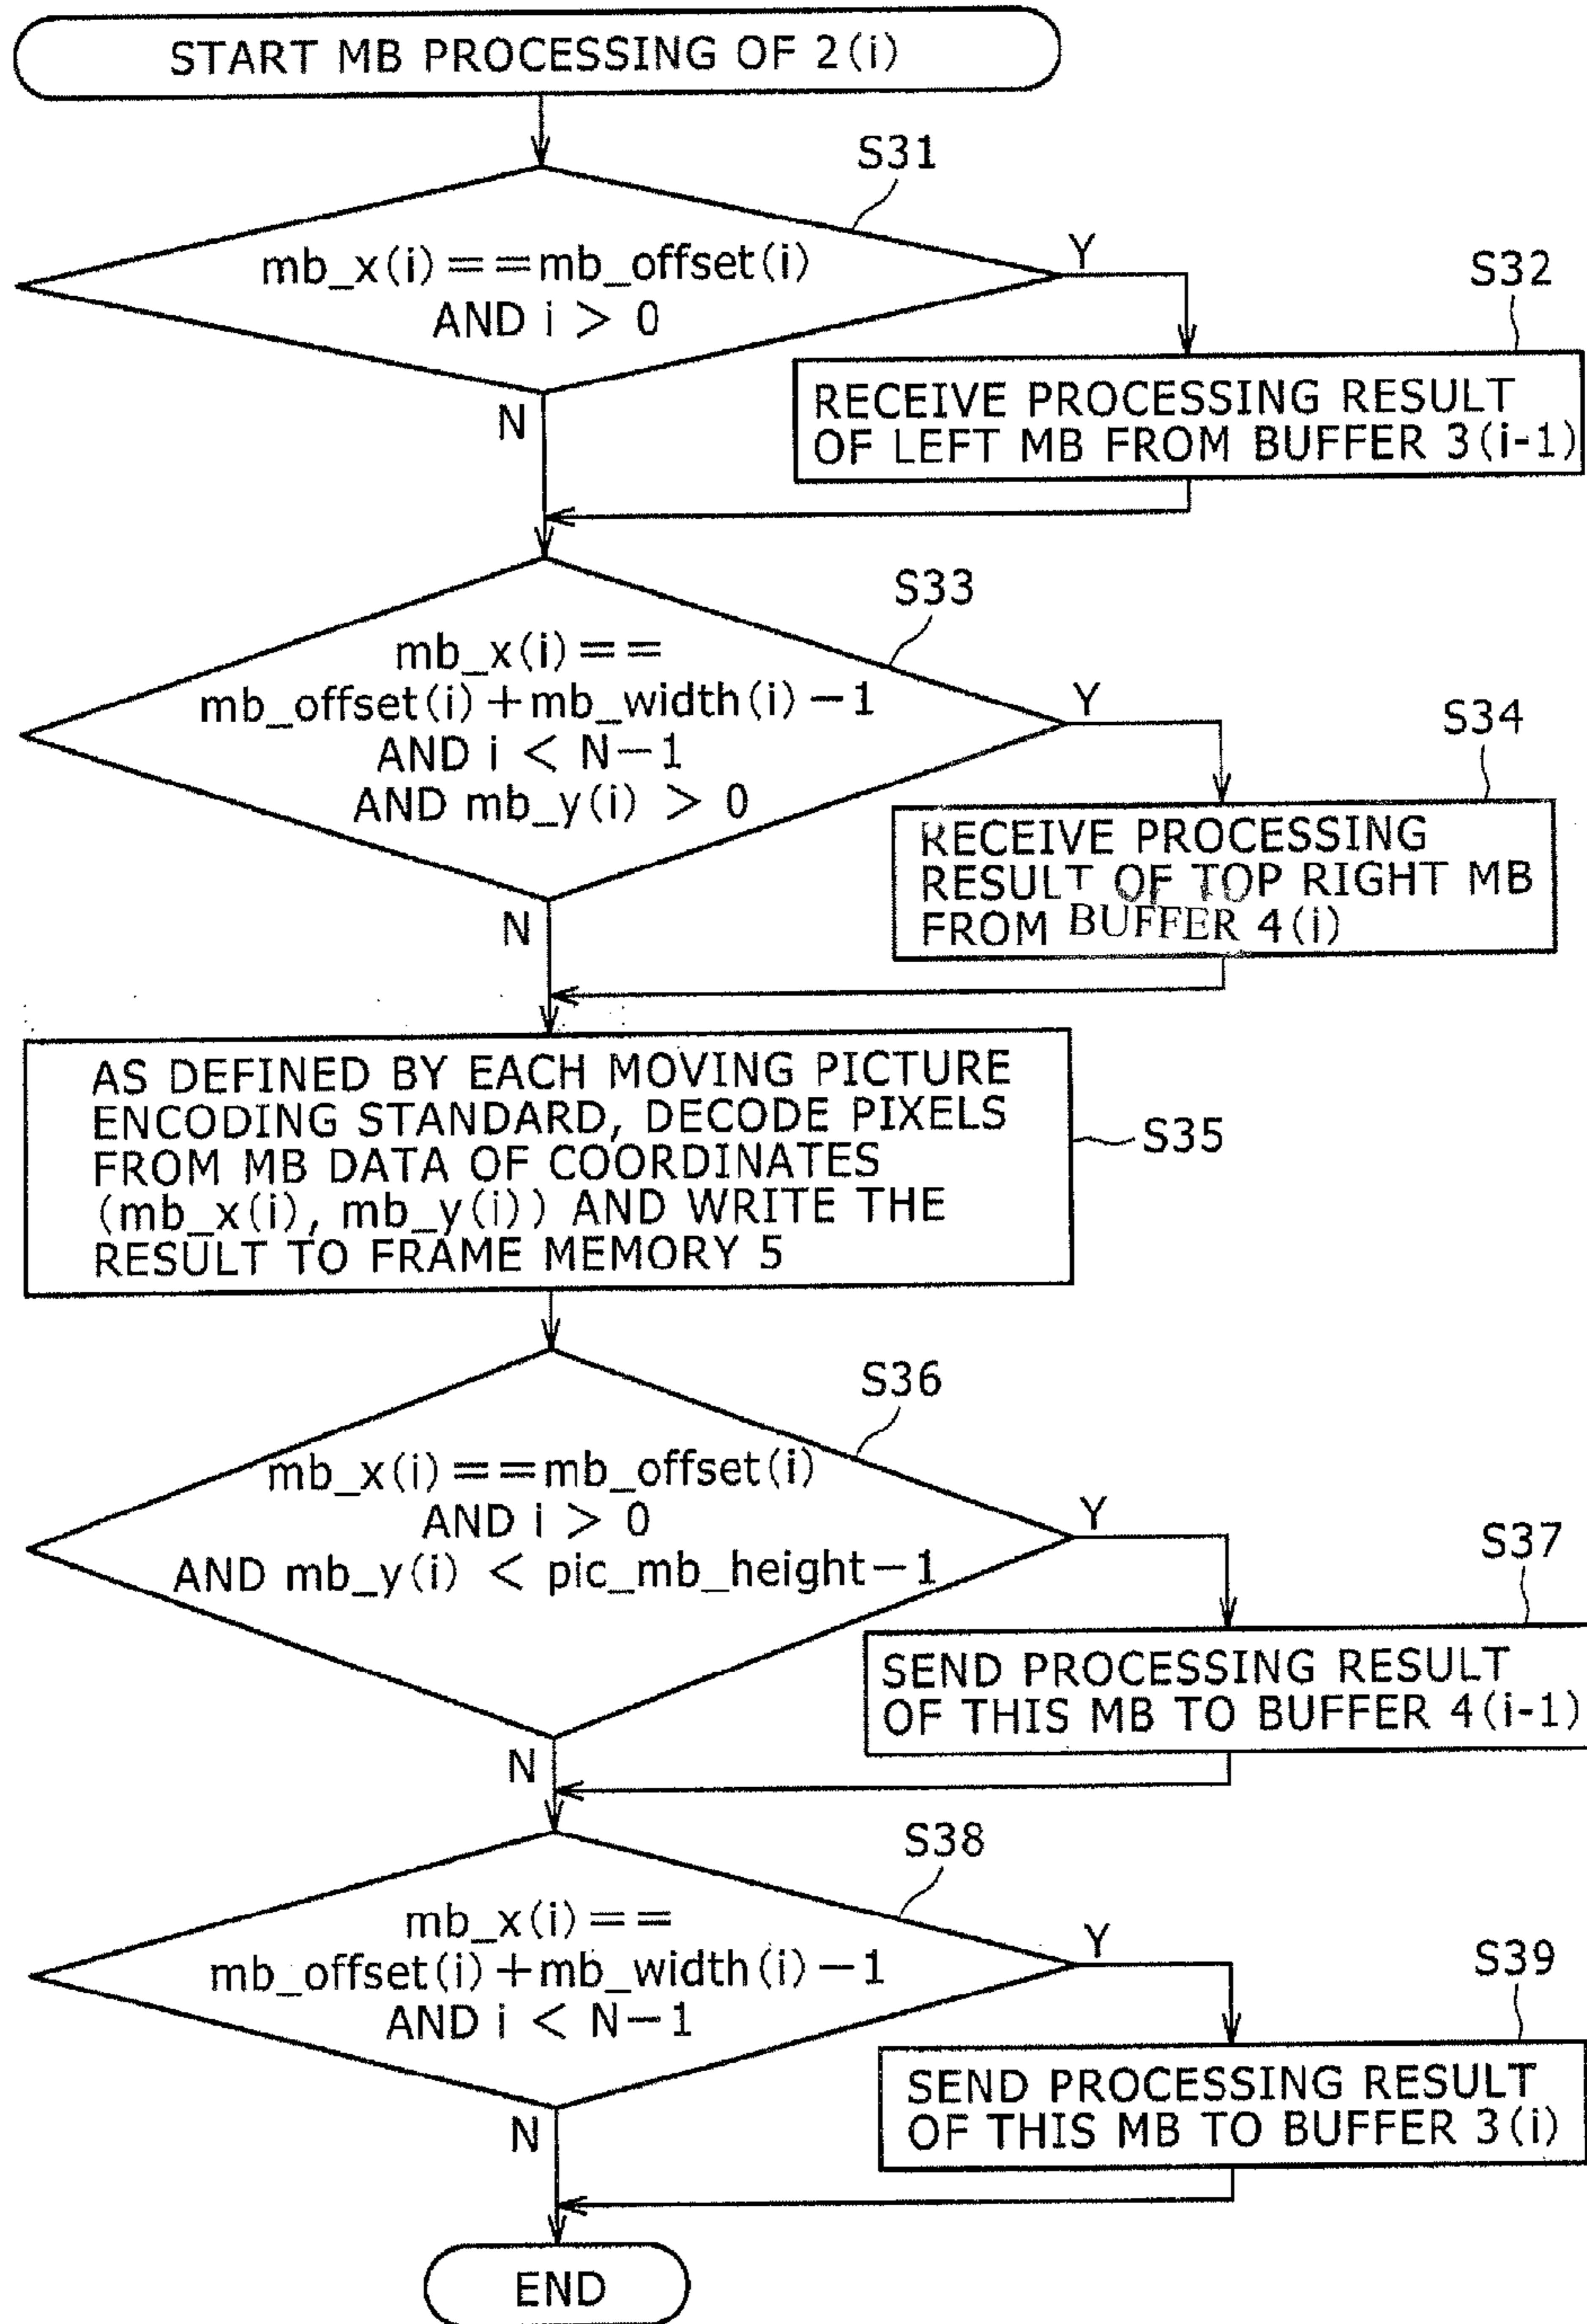 START MB PROCESSING OF 2(i)
S31
mb_x(i)==mb_offset(i)
AND i > 0
Y
N
S32
RECEIVE PROCESSING RESULT
OF LEFT MB FROM BUFFER 3(i-1)
S33
mb_x(i)==
mb_offset(i)+mb_width(i)-1
AND i < N-1
AND mb_y(i) > 0
Y
N
S34
RECEIVE PROCESSING
RESULT OF TOP RIGHT MB
FROM BUFFER 4(i)
AS DEFINED BY EACH MOVING PICTURE
ENCODING STANDARD, DECODE PIXELS
FROM MB DATA OF COORDINATES
(mb_x(i), mb_y(i)) AND WRITE THE
RESULT TO FRAME MEMORY 5
S35
S36
mb_x(i)==mb_offset(i)
AND i > 0
AND mb_y(i) < pic_mb_height-1
Y
N
S37
SEND PROCESSING RESULT
OF THIS MB TO BUFFER 4(i-1)
S38
mb_x(i)==
mb_offset(i)+mb_width(i)-1
AND i < N-1
Y
N
S39
SEND PROCESSING RESULT
OF THIS MB TO BUFFER 3(i)
END